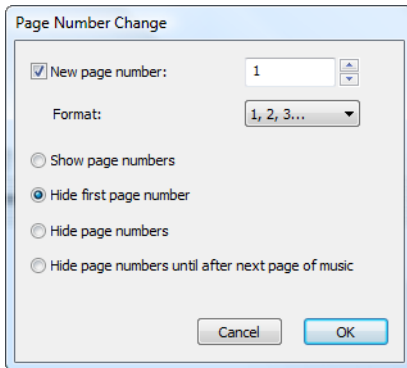 Page Number Change
New page number: 1
Format: 1, 2, 3...
Show page numbers
Hide first page number
Hide page numbers
Hide page numbers until after next page of music
Cancel OK